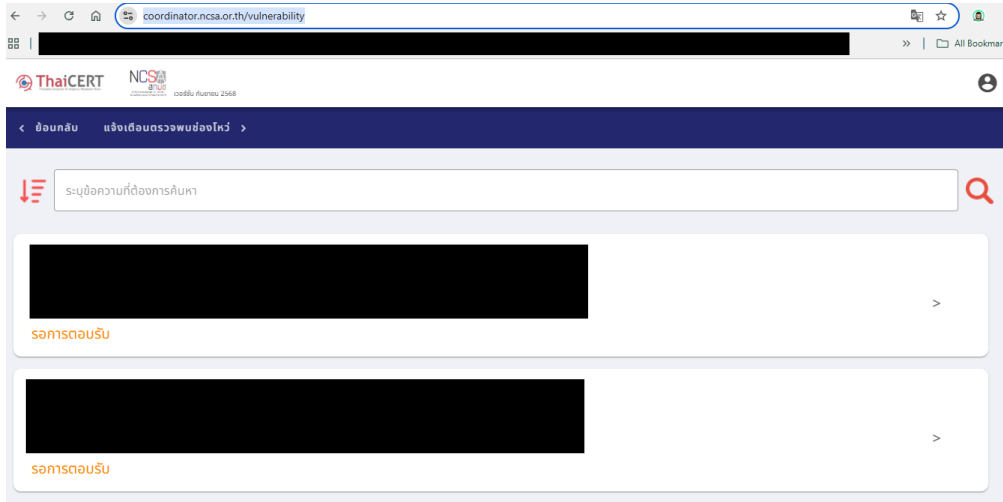 coordinator.ncsa.or.th/vulnerability
All Bookmar
ThaiCERT
NCSA
สกมช
เวอร์ชัน กันยายน 2568
< ย้อนกลับ แจ้งเตือนตรวจพบช่องโหว่ >
ระบุข้อความที่ต้องการค้นหา
>
รอการตอบรับ
>
รอการตอบรับ